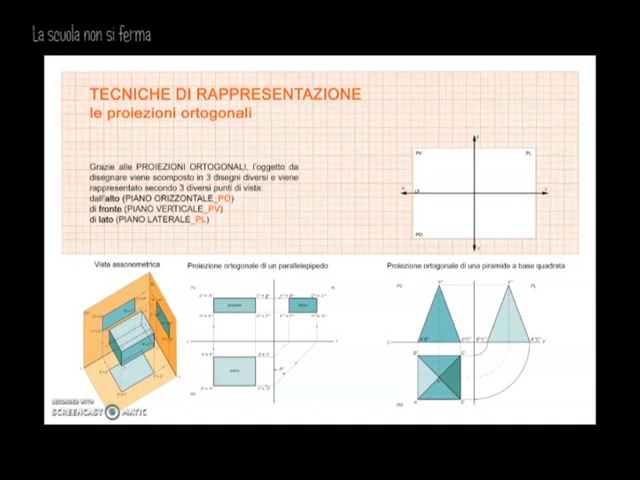 La scuola non si ferma
TECNICHE DI RAPPRESENTAZIONE
le proiezioni ortogonali
Grazie alle PROIEZIONI ORTOGONALI, l'oggetto da
disegnare viene scomposto in 3 disegni diversi e viene
rappresentato secondo 3 diversi punti di vista:
dall'alto (PIANO ORIZZONTALE_PO)
di fronte (PIANO VERTICALE_PV)
di lato (PIANO LATERALE_PL)
PV
PL
LT
PO
Vista assonometrica
Proiezione ortogonale di un parallelepipedo
Proiezione ortogonale di una piramide a base quadrata
PV
PL
PO
RECORDED WITH
SCREENCAST MATIC